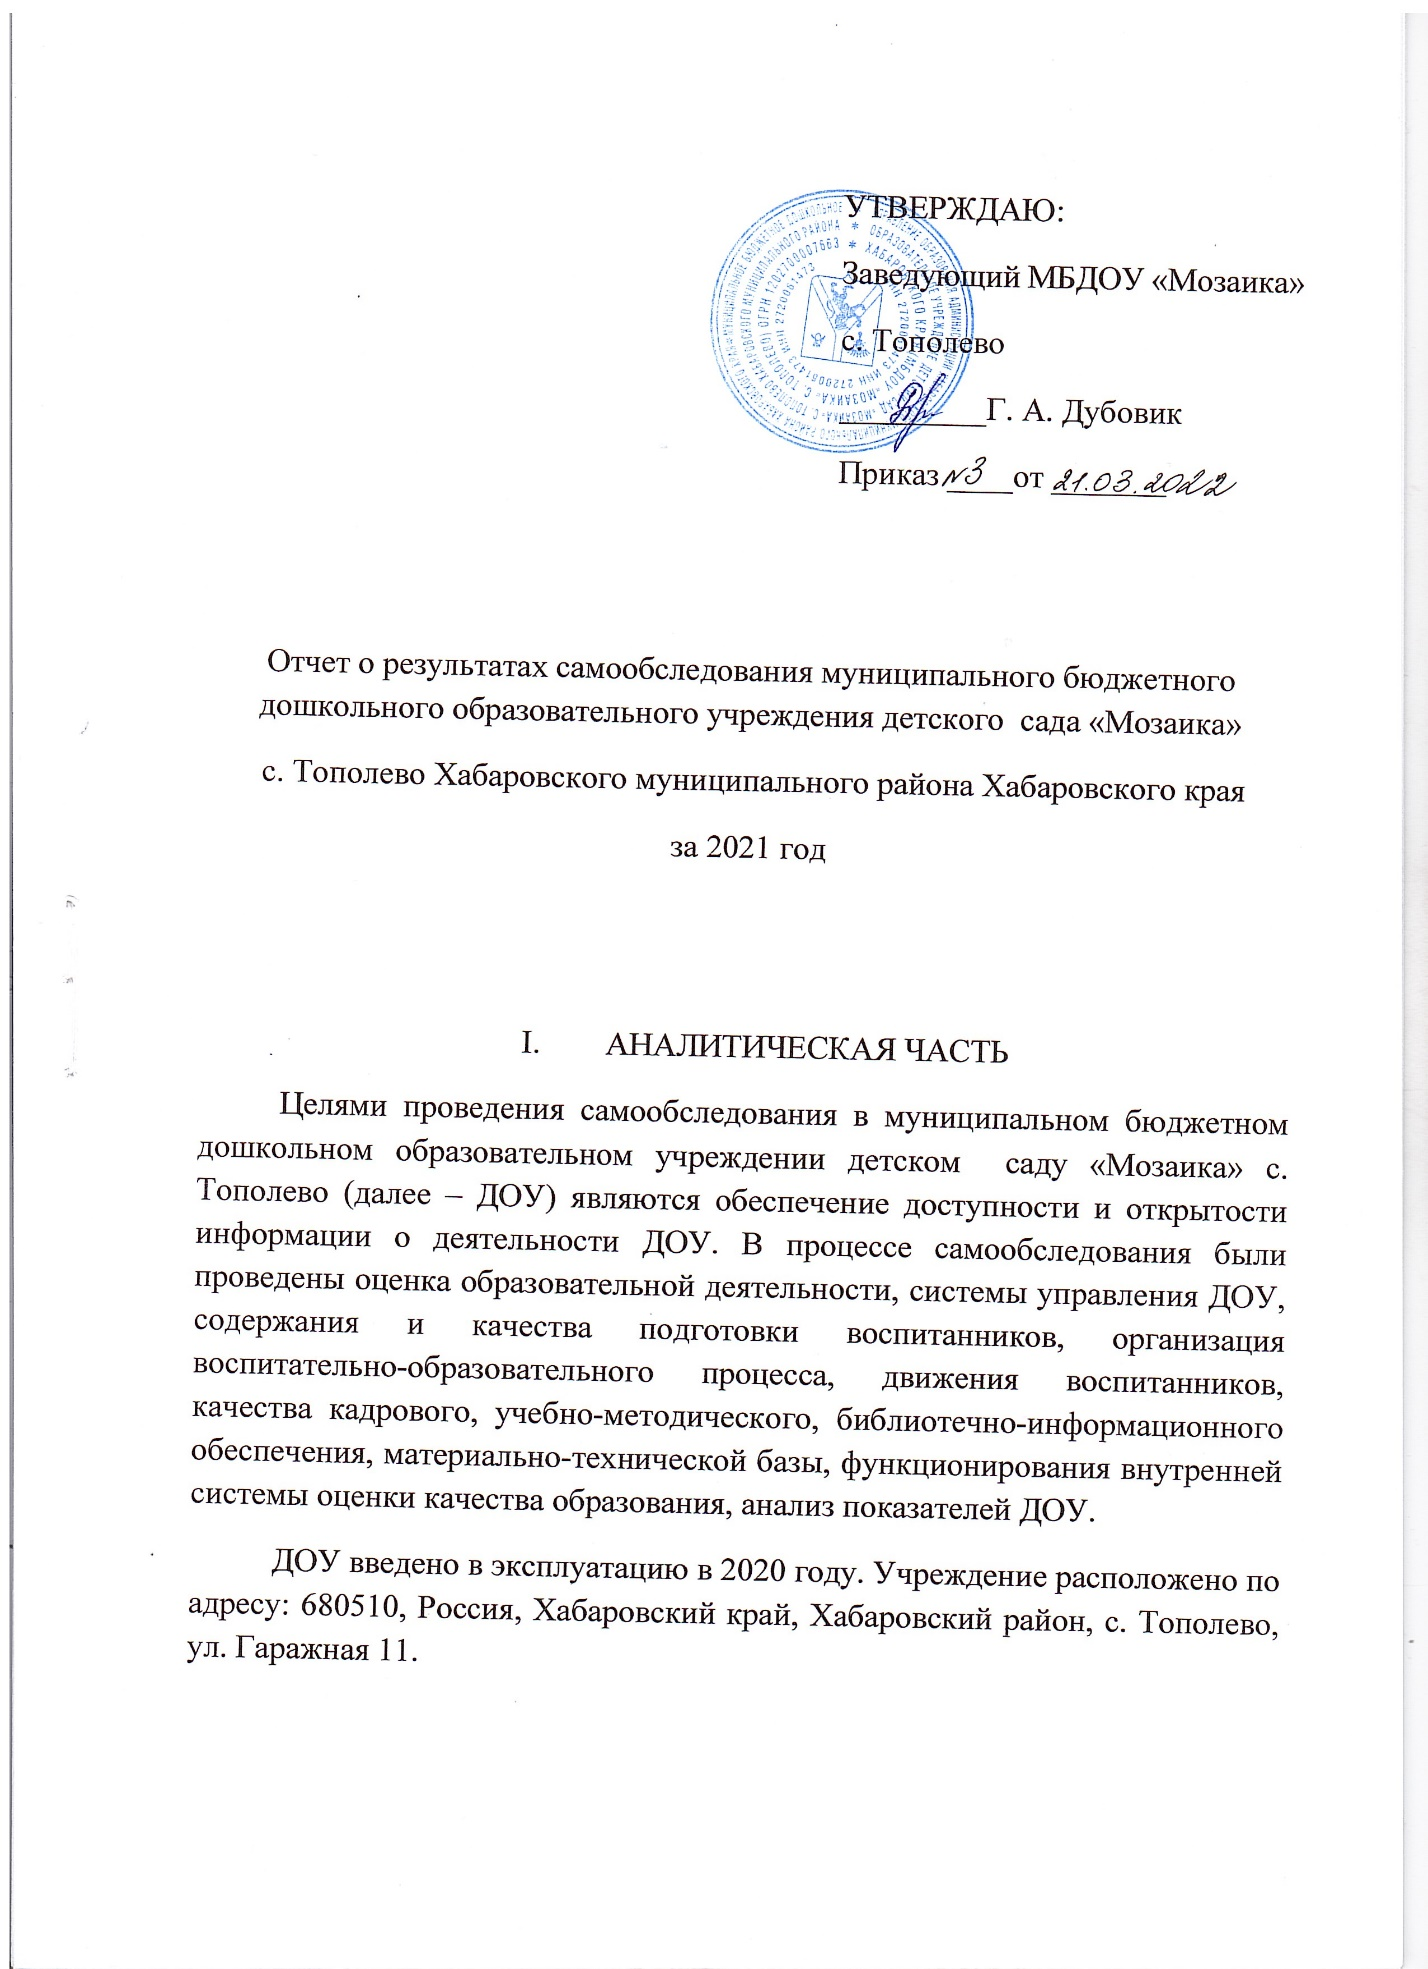 УТВЕРЖДАЮ:
Заведующий МБДОУ «Мозаика»
с. Тополево
Г. А. Дубовик
Приказ №3 от 21.03.2022
Отчет о результатах самообследования муниципального бюджетного
дошкольного образовательного учреждения детского сада «Мозаика»
с. Тополево Хабаровского муниципального района Хабаровского края
за 2021 год
I. АНАЛИТИЧЕСКАЯ ЧАСТЬ
Целями проведения самообследования в муниципальном бюджетном
дошкольном образовательном учреждении детском саду «Мозаика» с.
Тополево (далее – ДОУ) являются обеспечение доступности и открытости
информации о деятельности ДОУ. В процессе самообследования были
проведены оценка образовательной деятельности, системы управления ДОУ,
содержания и качества подготовки воспитанников, организация
воспитательно-образовательного процесса, движения воспитанников,
качества кадрового, учебно-методического, библиотечно-информационного
обеспечения, материально-технической базы, функционирования внутренней
системы оценки качества образования, анализ показателей ДОУ.
ДОУ введено в эксплуатацию в 2020 году. Учреждение расположено по
адресу: 680510, Россия, Хабаровский край, Хабаровский район, с. Тополево,
ул. Гаражная 11.